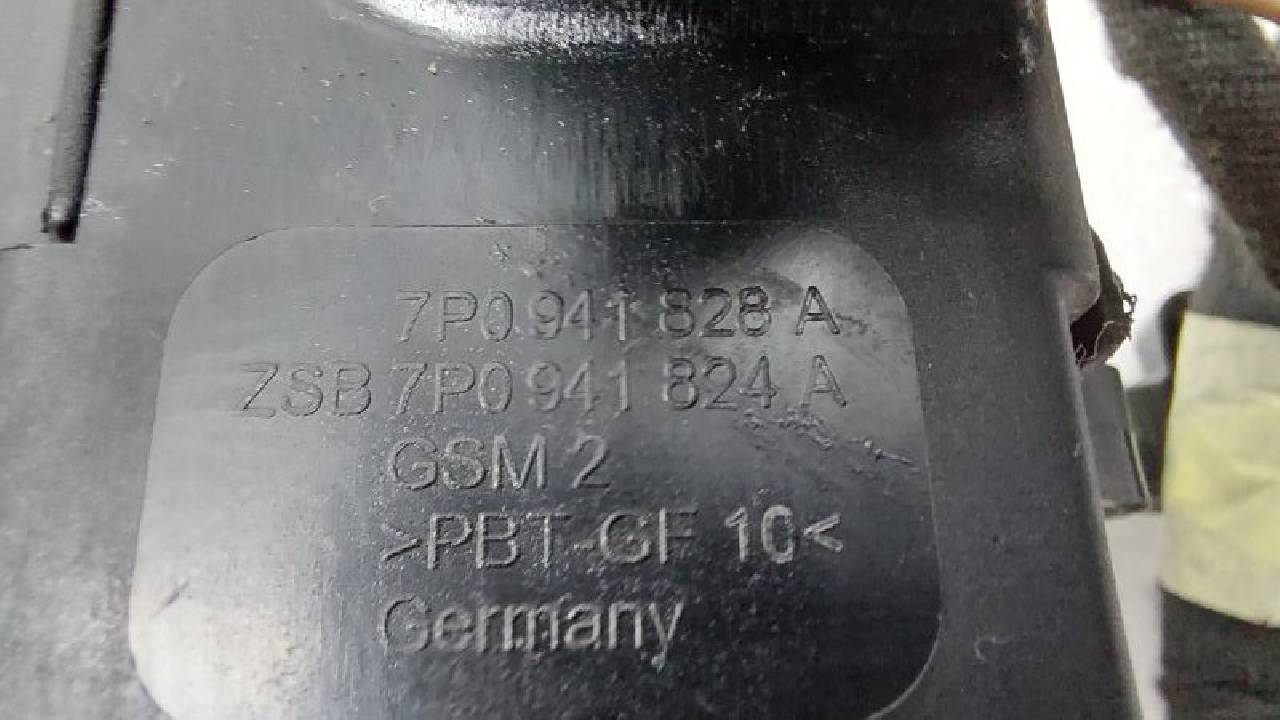 7P0 941 828 A
ZSB 7P0 941 824 A
GSM 2
>PBT-GF 10<
Germany